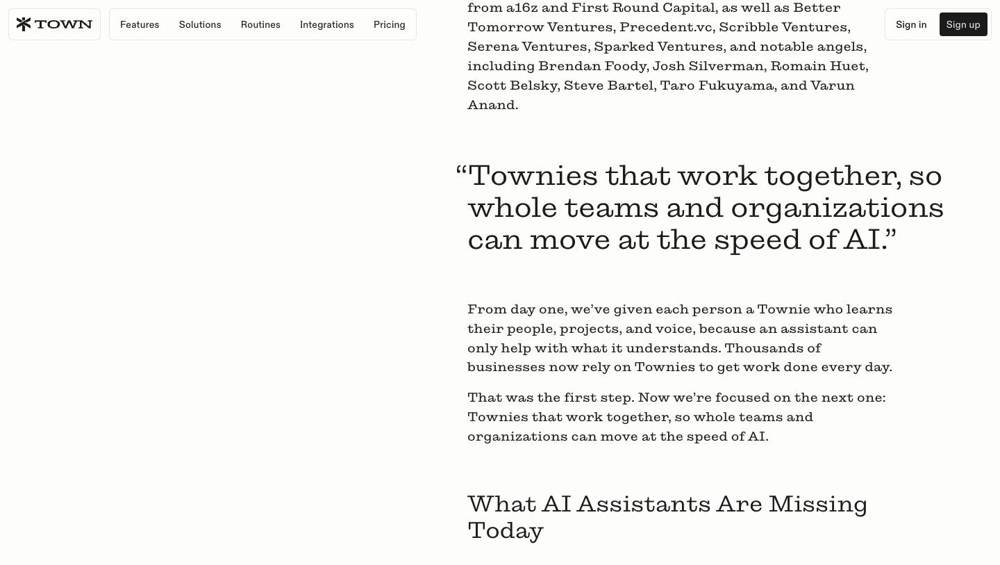 TOWN
Features Solutions Routines Integrations Pricing
Sign in Sign up
from a16z and First Round Capital, as well as Better
Tomorrow Ventures, Precedent.vc, Scribble Ventures,
Serena Ventures, Sparked Ventures, and notable angels,
including Brendan Foody, Josh Silverman, Romain Huet,
Scott Belsky, Steve Bartel, Taro Fukuyama, and Varun
Anand.
“Townies that work together, so
whole teams and organizations
can move at the speed of AI.”
From day one, we’ve given each person a Townie who learns
their people, projects, and voice, because an assistant can
only help with what it understands. Thousands of
businesses now rely on Townies to get work done every day.
That was the first step. Now we’re focused on the next one:
Townies that work together, so whole teams and
organizations can move at the speed of AI.
What AI Assistants Are Missing
Today